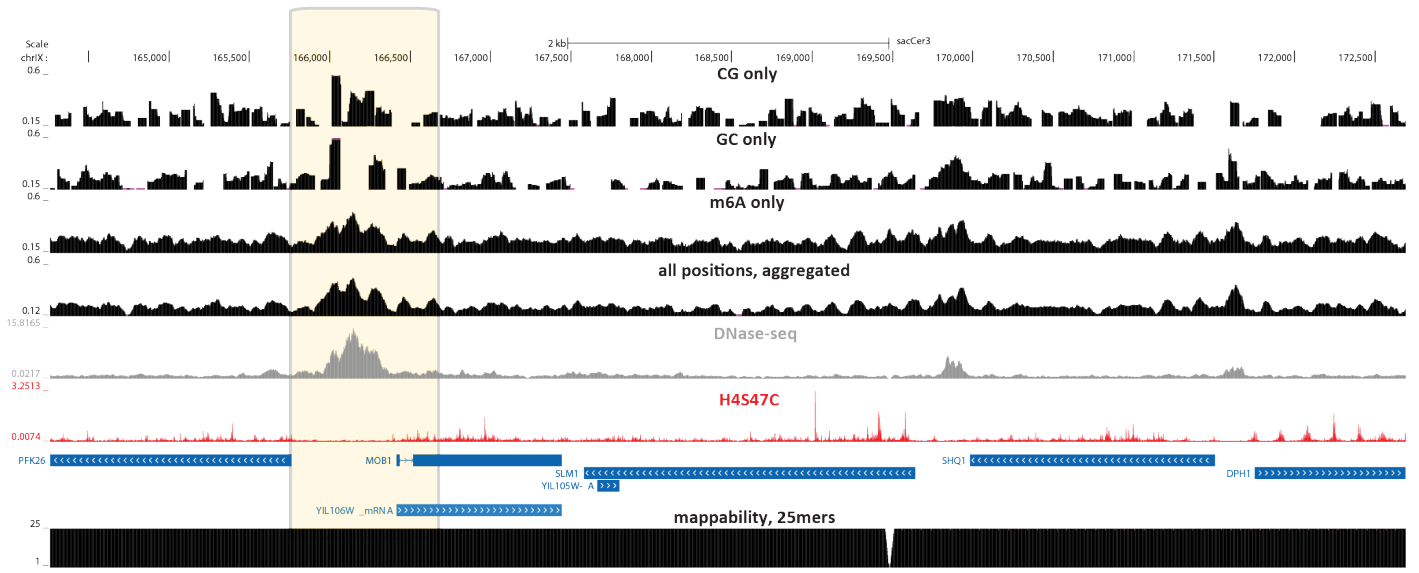 Scale 2 kb sacCer3
chrIX : 165,000 165,500 166,000 166,500 167,000 167,500 168,000 168,500 169,000 169,500 170,000 170,500 171,000 171,500 172,000 172,500
0.6 _ CG only
0.15 _
0.6 _ GC only
0.15 _
0.6 _ m6A only
0.15 _
0.6 _ all positions, aggregated
0.12 _
15.8165 _ DNase-seq
0.0217 _
3.2513 _ H4S47C
0.0074 _
PFK26 MOB1 SHQ1
SLM1 DPH1
YIL105W- A
YIL106W _mRNA
mappability, 25mers
25 _
1 _